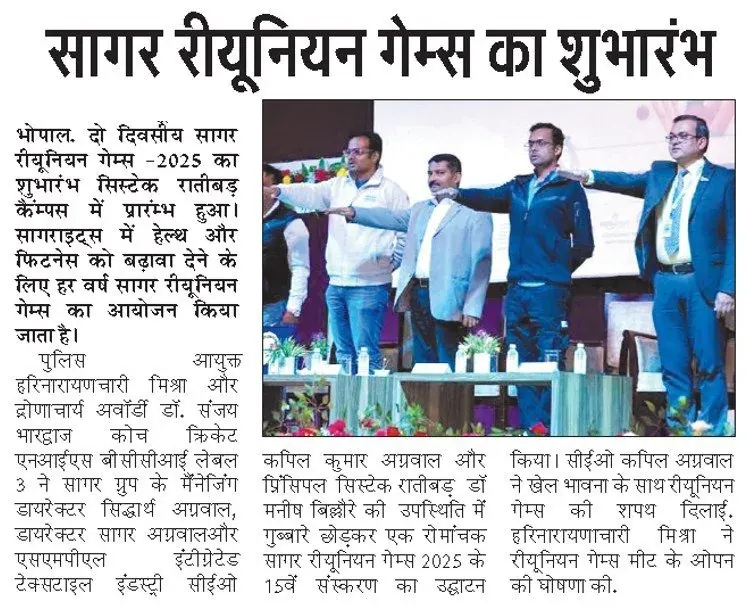 सागर रीयूनियन गेम्स का शुभारंभ
भोपाल. दो दिवसीय सागर
रीयूनियन गेम्स -2025 का
शुभारंभ सिस्टेक रातीबड़
कैम्पस में प्रारंभ हुआ।
सागराइट्स में हेल्थ और
फिटनेस को बढ़ावा देने के
लिए हर वर्ष सागर रीयूनियन
गेम्स का आयोजन किया
जाता है।
पुलिस आयुक्त
हरिनारायणचारी मिश्रा और
द्रोणाचार्य अवॉर्डी डॉ. संजय
भारद्वाज कोच क्रिकेट
एनआईएस बीसीसीआई लेबल
3 ने सागर ग्रुप के मैंनेजिंग
डायरेक्टर सिद्धार्थ अग्रवाल,
डायरेक्टर सागर अग्रवालऔर
एसएमपीएल इंटीग्रेटेड
टेक्सटाइल इंडस्ट्री सीईओ
कपिल कुमार अग्रवाल और
प्रिंसिपल सिस्टेक रातीबड़ डॉ
मनीष बिल्लौरे की उपस्थिति में
गुब्बारे छोड़कर एक रोमांचक
सागर रीयूनियन गेम्स 2025 के
15वें संस्करण का उद्घाटन
किया। सीईओ कपिल अग्रवाल
ने खेल भावना के साथ रीयूनियन
गेम्स की शपथ दिलाई.
हरिनारायाणाचारी मिश्रा ने
रीयूनियन गेम्स मीट के ओपन
की घोषणा की.